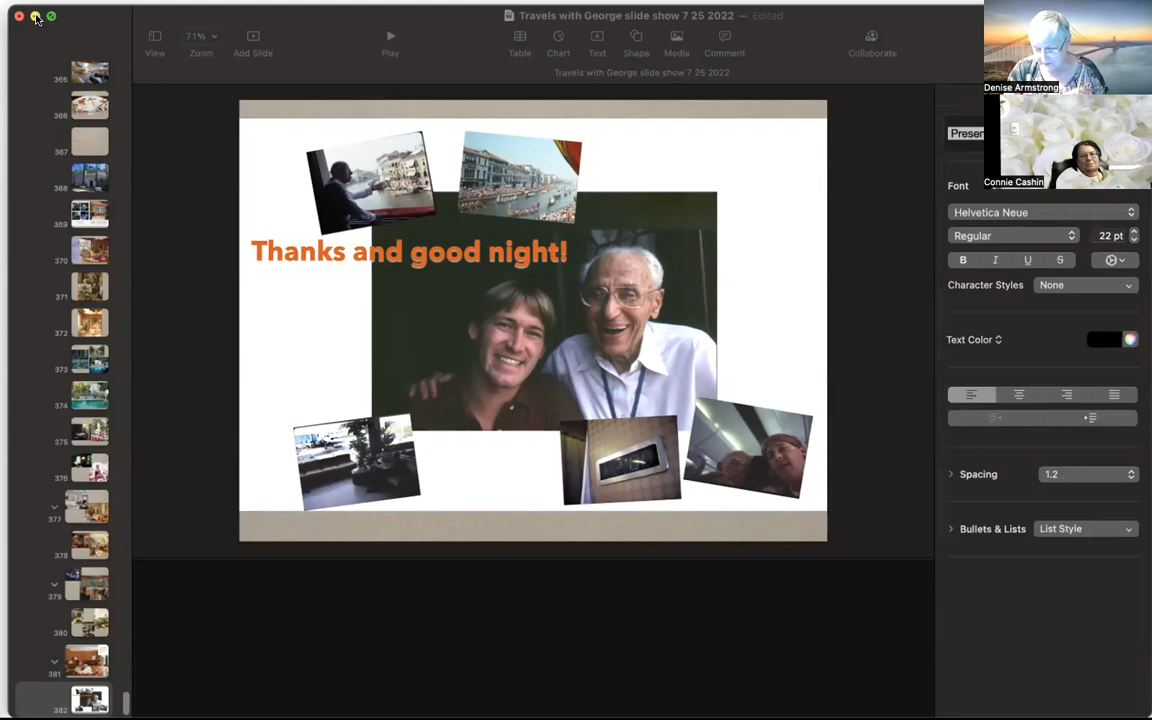 Travels with George slide show 7 25 2022 — Edited
71%
View
Zoom
Add Slide
Play
Table
Chart
Text
Shape
Media
Comment
Collaborate
Travels with George slide show 7 25 2022
Denise Armstrong
Connie Cashin
365
366
367
368
369
370
371
372
373
374
375
376
377
378
379
380
381
382
Thanks and good night!
Presen
Font
Helvetica Neue
Regular
22 pt
B I U S
Character Styles
None
Text Color
Spacing
1.2
Bullets & Lists
List Style